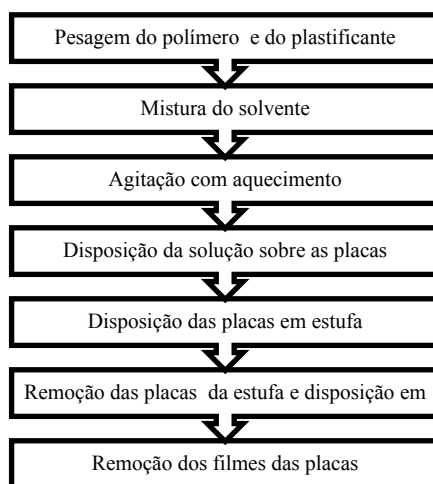 Pesagem do polímero e do plastificante
Mistura do solvente
Agitação com aquecimento
Disposição da solução sobre as placas
Disposição das placas em estufa
Remoção das placas da estufa e disposição em
Remoção dos filmes das placas